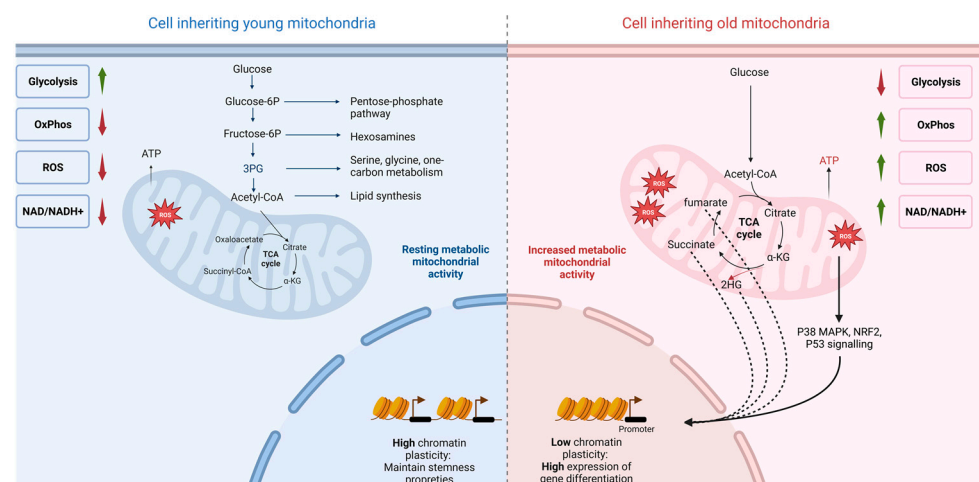 Cell inheriting young mitochondria
Cell inheriting old mitochondria
Glycolysis
OxPhos
ROS
NAD/NADH+
Glucose
Glucose-6P
Pentose-phosphate
pathway
Fructose-6P
Hexosamines
3PG
Serine, glycine, one-
carbon metabolism
Acetyl-CoA
Lipid synthesis
ATP
ROS
Oxaloacetate
Citrate
TCA
cycle
Succinyl-CoA
α-KG
Resting metabolic
mitochondrial
activity
High chromatin
plasticity:
Maintain stemness
propreties
Increased metabolic
mitochondrial
activity
Glucose
Acetyl-CoA
ATP
ROS
ROS
fumarate
Citrate
TCA
cycle
ROS
Succinate
α-KG
2HG
P38 MAPK, NRF2,
P53 signalling
Promoter
Low chromatin
plasticity:
High expression of
gene differentiation
Glycolysis
OxPhos
ROS
NAD/NADH+